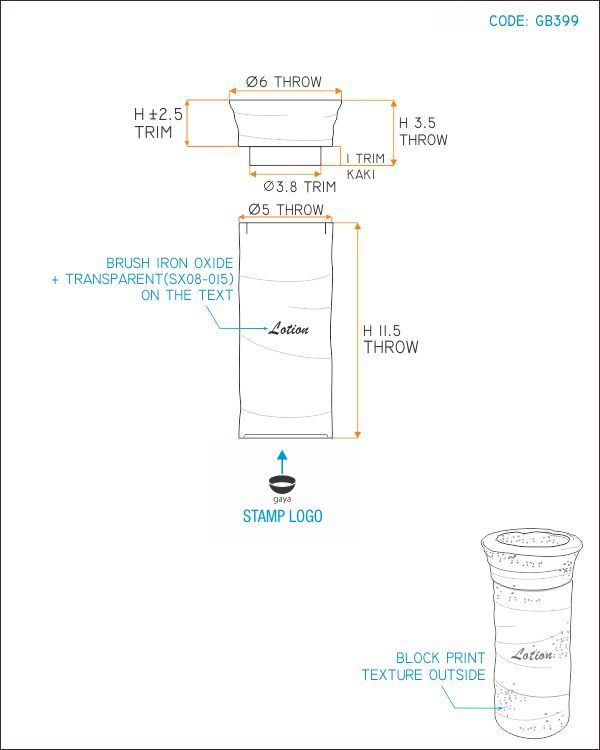 CODE: GB399
Ø6 THROW
H ±2.5
TRIM
H 3.5
THROW
1 TRIM
KAKI
Ø3.8 TRIM
Ø5 THROW
BRUSH IRON OXIDE
+ TRANSPARENT(SX08-015)
ON THE TEXT
Lotion
H 11.5
THROW
gaya
STAMP LOGO
Lotion
BLOCK PRINT
TEXTURE OUTSIDE